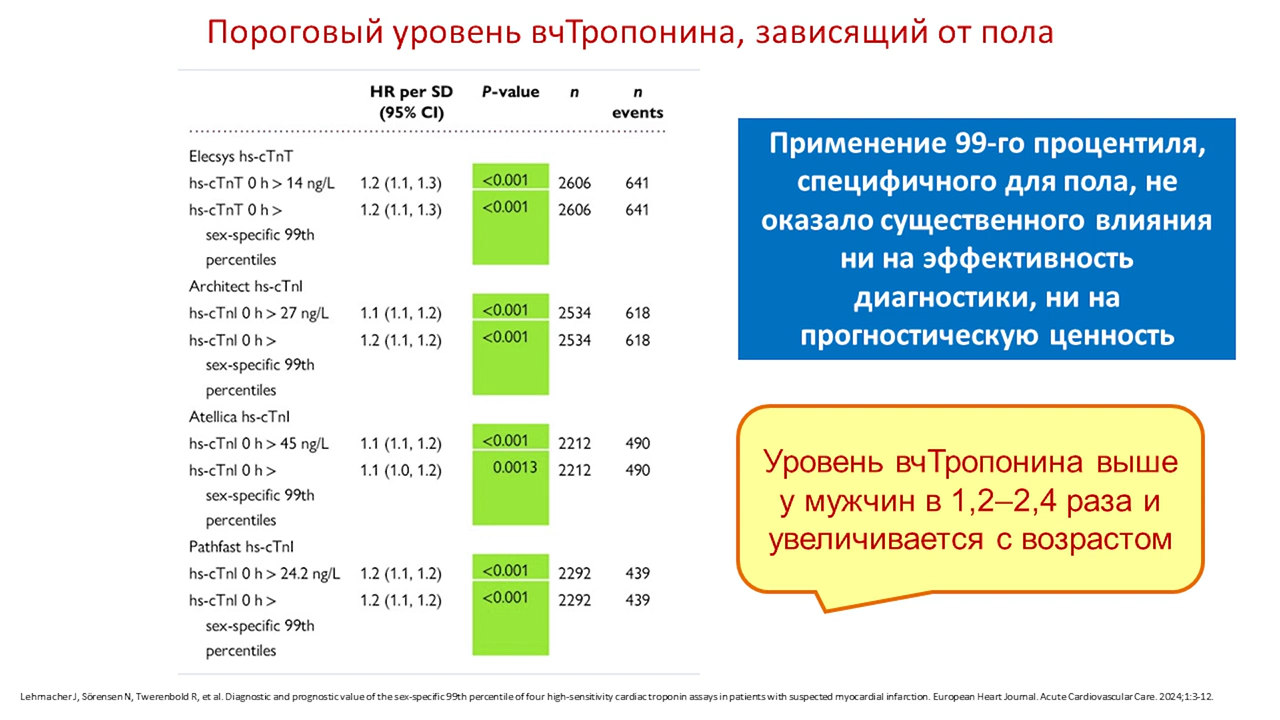 Пороговый уровень вчТропонина, зависящий от пола
HR per SD P-value n n
(95% CI) events
Elecsys hs-cTnT
hs-cTnT 0 h > 14 ng/L 1.2 (1.1, 1.3) <0.001 2606 641
hs-cTnT 0 h > 1.2 (1.1, 1.3) <0.001 2606 641
sex-specific 99th
percentiles
Architect hs-cTnI
hs-cTnI 0 h > 27 ng/L 1.1 (1.1, 1.2) <0.001 2534 618
hs-cTnI 0 h > 1.2 (1.1, 1.2) <0.001 2534 618
sex-specific 99th
percentiles
Atellica hs-cTnI
hs-cTnI 0 h > 45 ng/L 1.1 (1.1, 1.2) <0.001 2212 490
hs-cTnI 0 h > 1.1 (1.0, 1.2) 0.0013 2212 490
sex-specific 99th
percentiles
Pathfast hs-cTnI
hs-cTnI 0 h > 24.2 ng/L 1.2 (1.1, 1.2) <0.001 2292 439
hs-cTnI 0 h > 1.2 (1.1, 1.2) <0.001 2292 439
sex-specific 99th
percentiles
Применение 99-го процентиля,
специфичного для пола, не
оказало существенного влияния
ни на эффективность
диагностики, ни на
прогностическую ценность
Уровень вчТропонина выше
у мужчин в 1,2–2,4 раза и
увеличивается с возрастом
Lehmacher J, Sörensen N, Twerenbold R, et al. Diagnostic and prognostic value of the sex-specific 99th percentile of four high-sensitivity cardiac troponin assays in patients with suspected myocardial infarction. European Heart Journal. Acute Cardiovascular Care. 2024;1:3-12.